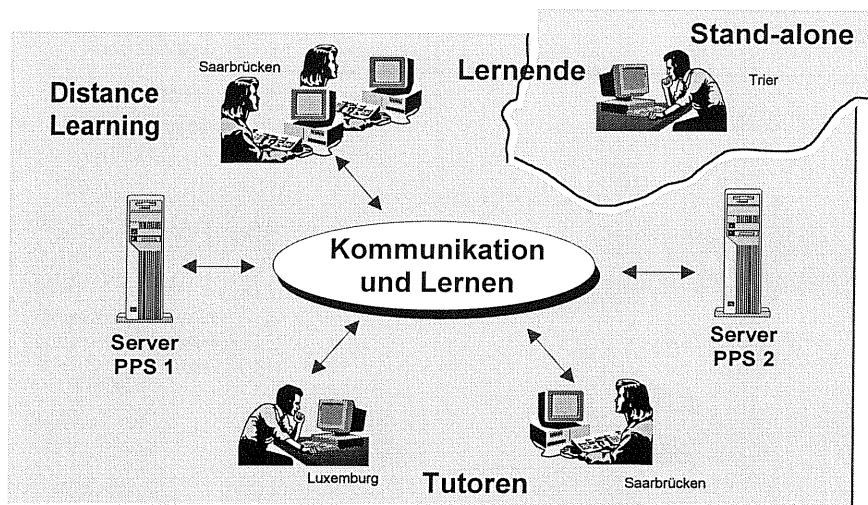 Stand-alone
Saarbrücken
Lernende
Trier
Distance
Learning
Kommunikation
und Lernen
Server
PPS 1
Server
PPS 2
Luxemburg
Tutoren
Saarbrücken